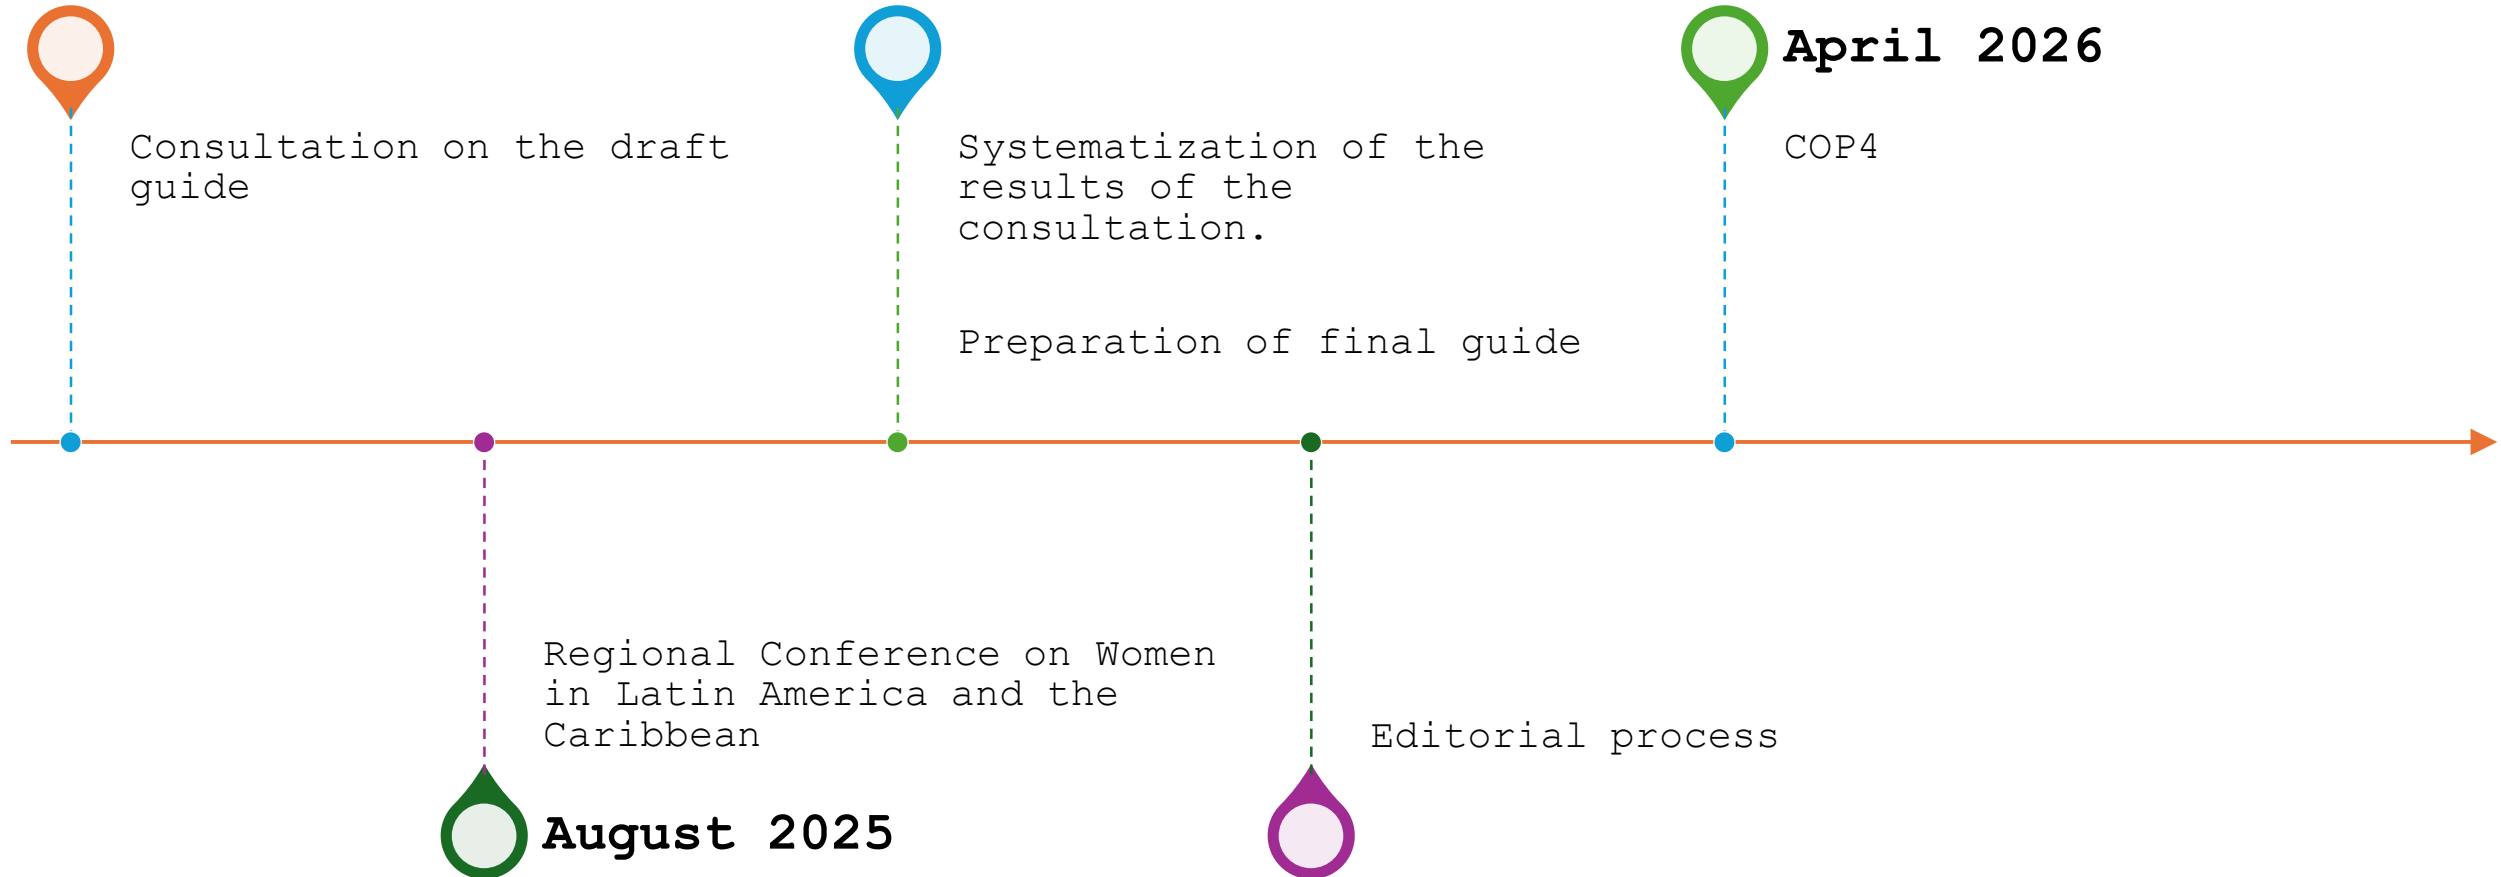 Consultation on the draft
guide
Regional Conference on Women
in Latin America and the
Caribbean
August 2025
Systematization of the
results of the
consultation.
Preparation of final guide
Editorial process
April 2026
COP4